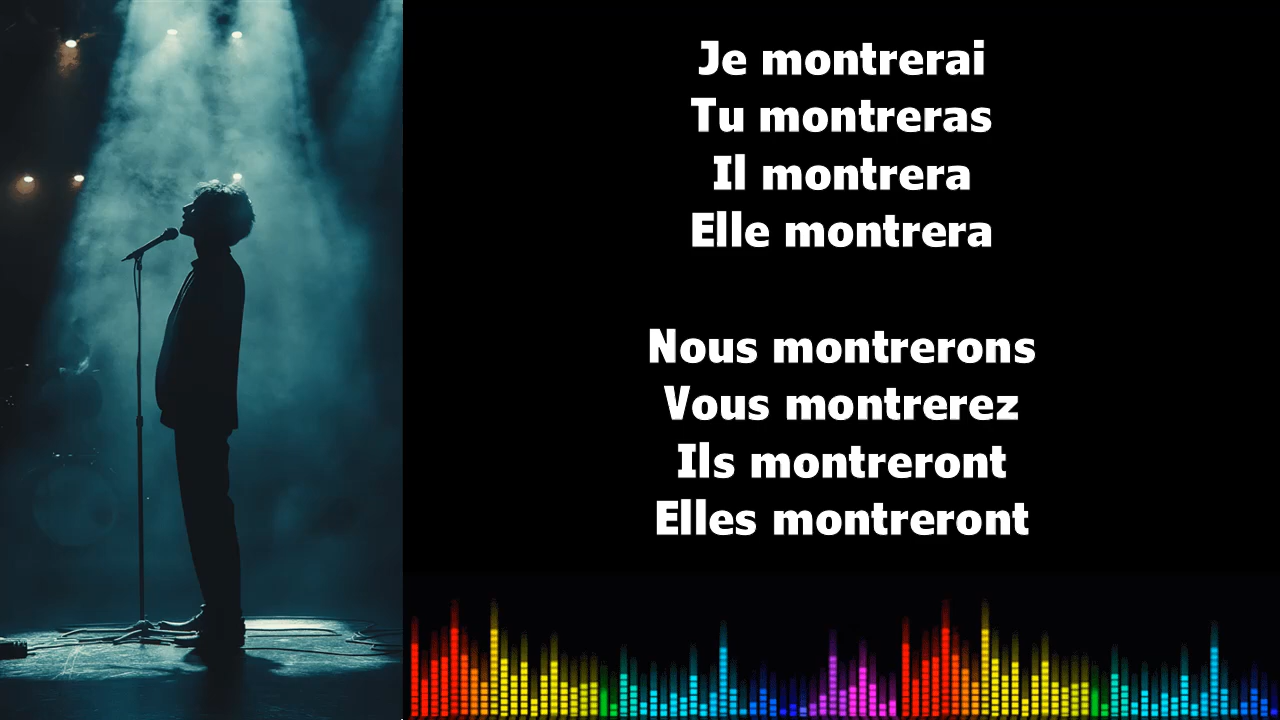 Je montrerai
Tu montreras
Il montrera
Elle montrera
Nous montrerons
Vous montrerez
Ils montreront
Elles montreront